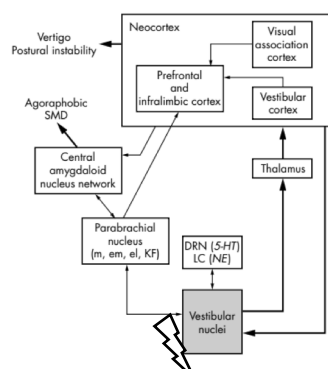 Neocortex
Visual
association
cortex
Vertigo
Postural instability
Prefrontal
and
infralimbic cortex
Vestibular
cortex
Agoraphobic
SMD
Central
amygdaloid
nucleus network
Thalamus
Parabrachial
nucleus
(m, em, el, KF)
DRN (5-HT)
LC (NE)
Vestibular
nuclei